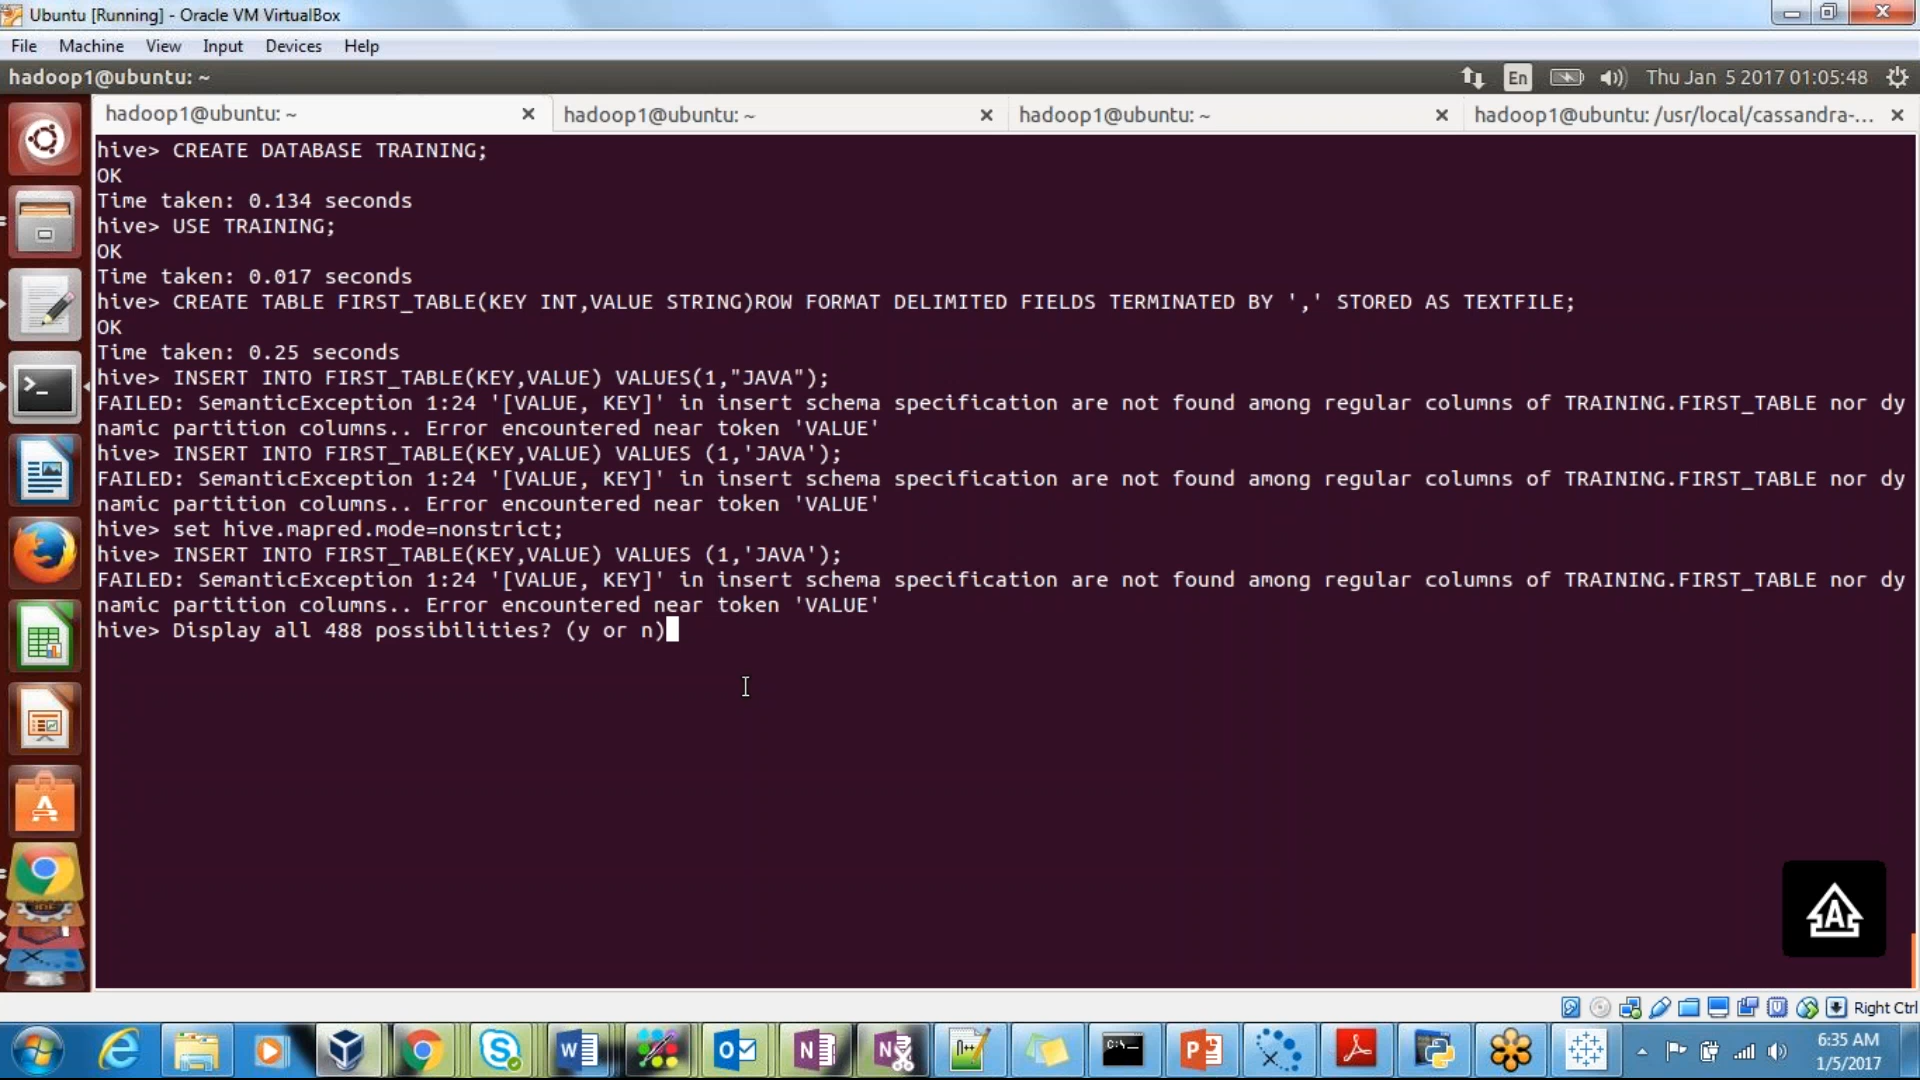 Ubuntu [Running] - Oracle VM VirtualBox
File Machine View Input Devices Help
hadoop1@ubuntu: ~
En
Thu Jan 5 2017 01:05:48
hadoop1@ubuntu: ~
hadoop1@ubuntu: ~
hadoop1@ubuntu: ~
hadoop1@ubuntu: /usr/local/cassandra-...
hive> CREATE DATABASE TRAINING;
OK
Time taken: 0.134 seconds
hive> USE TRAINING;
OK
Time taken: 0.017 seconds
hive> CREATE TABLE FIRST_TABLE(KEY INT,VALUE STRING)ROW FORMAT DELIMITED FIELDS TERMINATED BY ',' STORED AS TEXTFILE;
OK
Time taken: 0.25 seconds
hive> INSERT INTO FIRST_TABLE(KEY,VALUE) VALUES(1,"JAVA");
FAILED: SemanticException 1:24 '[VALUE, KEY]' in insert schema specification are not found among regular columns of TRAINING.FIRST_TABLE nor dy
namic partition columns.. Error encountered near token 'VALUE'
hive> INSERT INTO FIRST_TABLE(KEY,VALUE) VALUES (1,'JAVA');
FAILED: SemanticException 1:24 '[VALUE, KEY]' in insert schema specification are not found among regular columns of TRAINING.FIRST_TABLE nor dy
namic partition columns.. Error encountered near token 'VALUE'
hive> set hive.mapred.mode=nonstrict;
hive> INSERT INTO FIRST_TABLE(KEY,VALUE) VALUES (1,'JAVA');
FAILED: SemanticException 1:24 '[VALUE, KEY]' in insert schema specification are not found among regular columns of TRAINING.FIRST_TABLE nor dy
namic partition columns.. Error encountered near token 'VALUE'
hive> Display all 488 possibilities? (y or n)
A
Right Ctrl
6:35 AM
1/5/2017